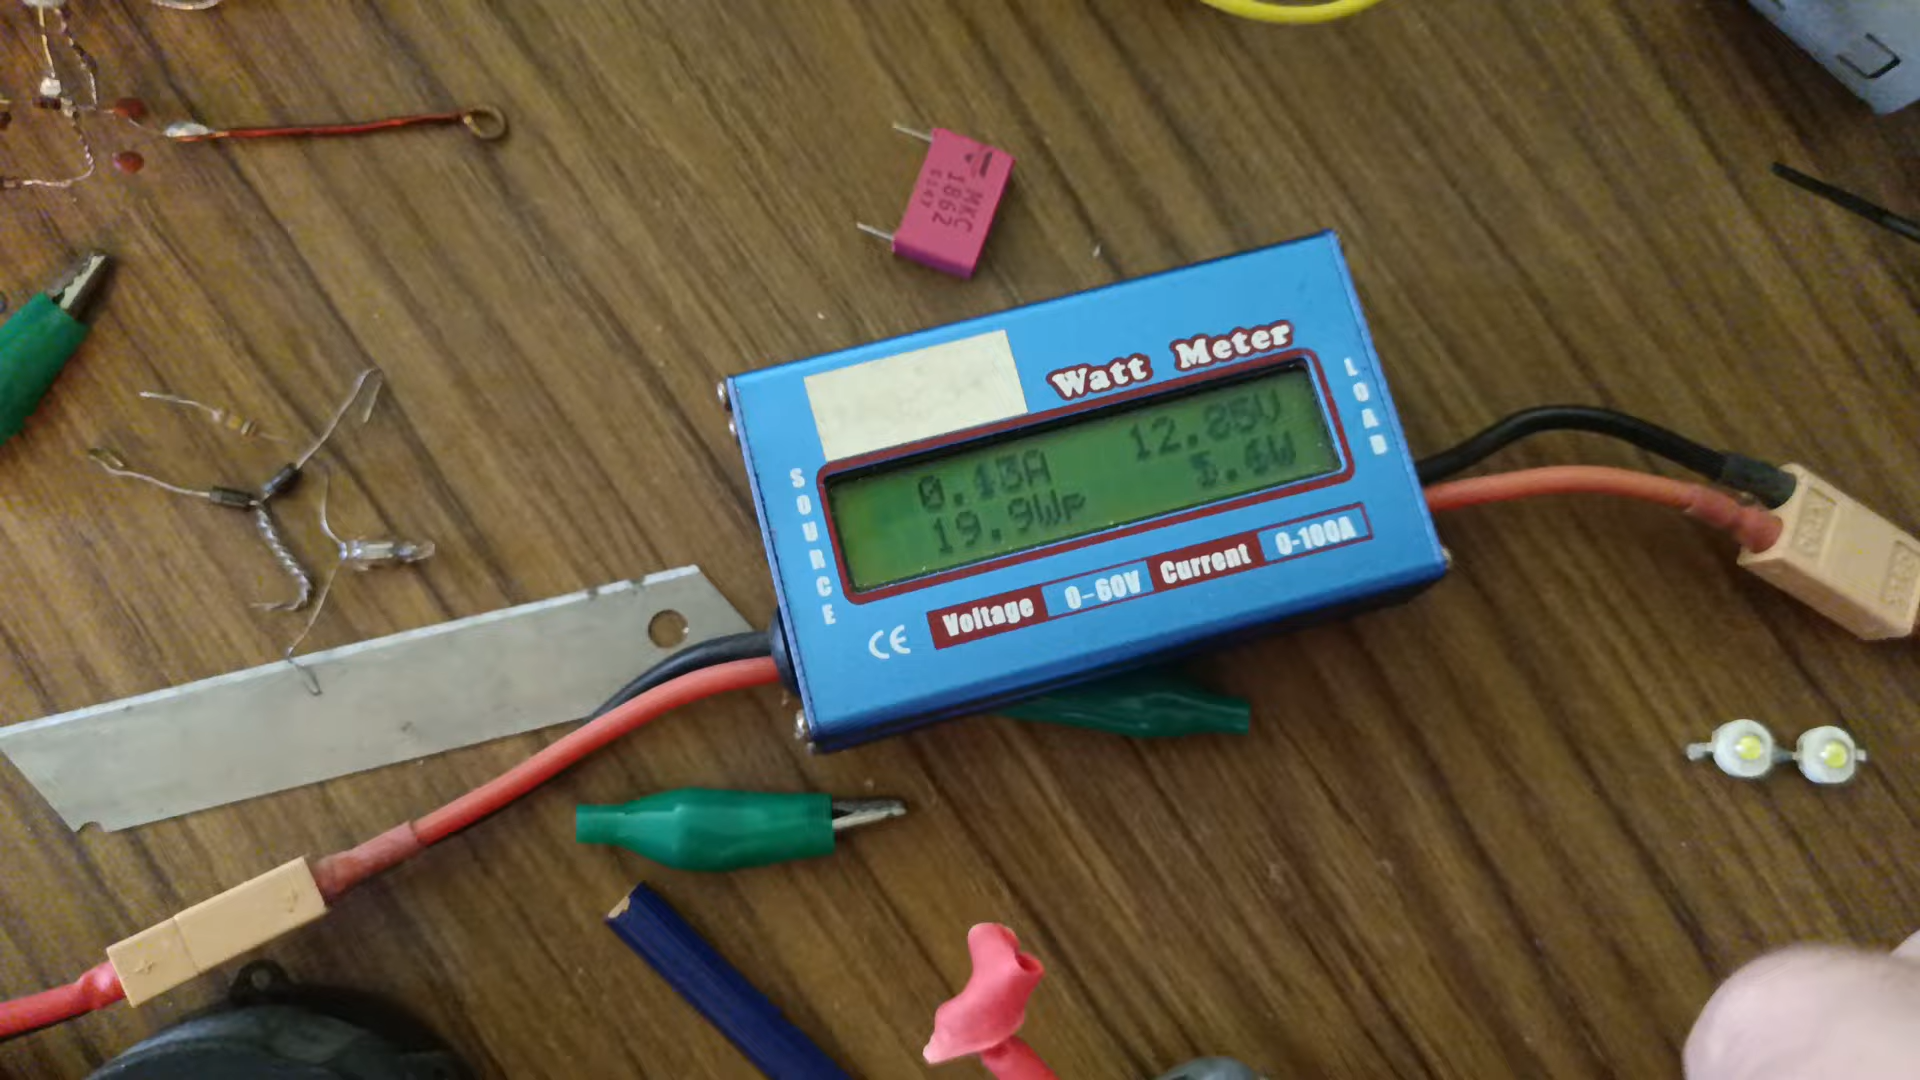 MKC
1862
Watt Meter
SOURCE
LOAD
0.43A 12.85V
19.9Wp 5.4W
CE Voltage 0-60V Current 0-100A